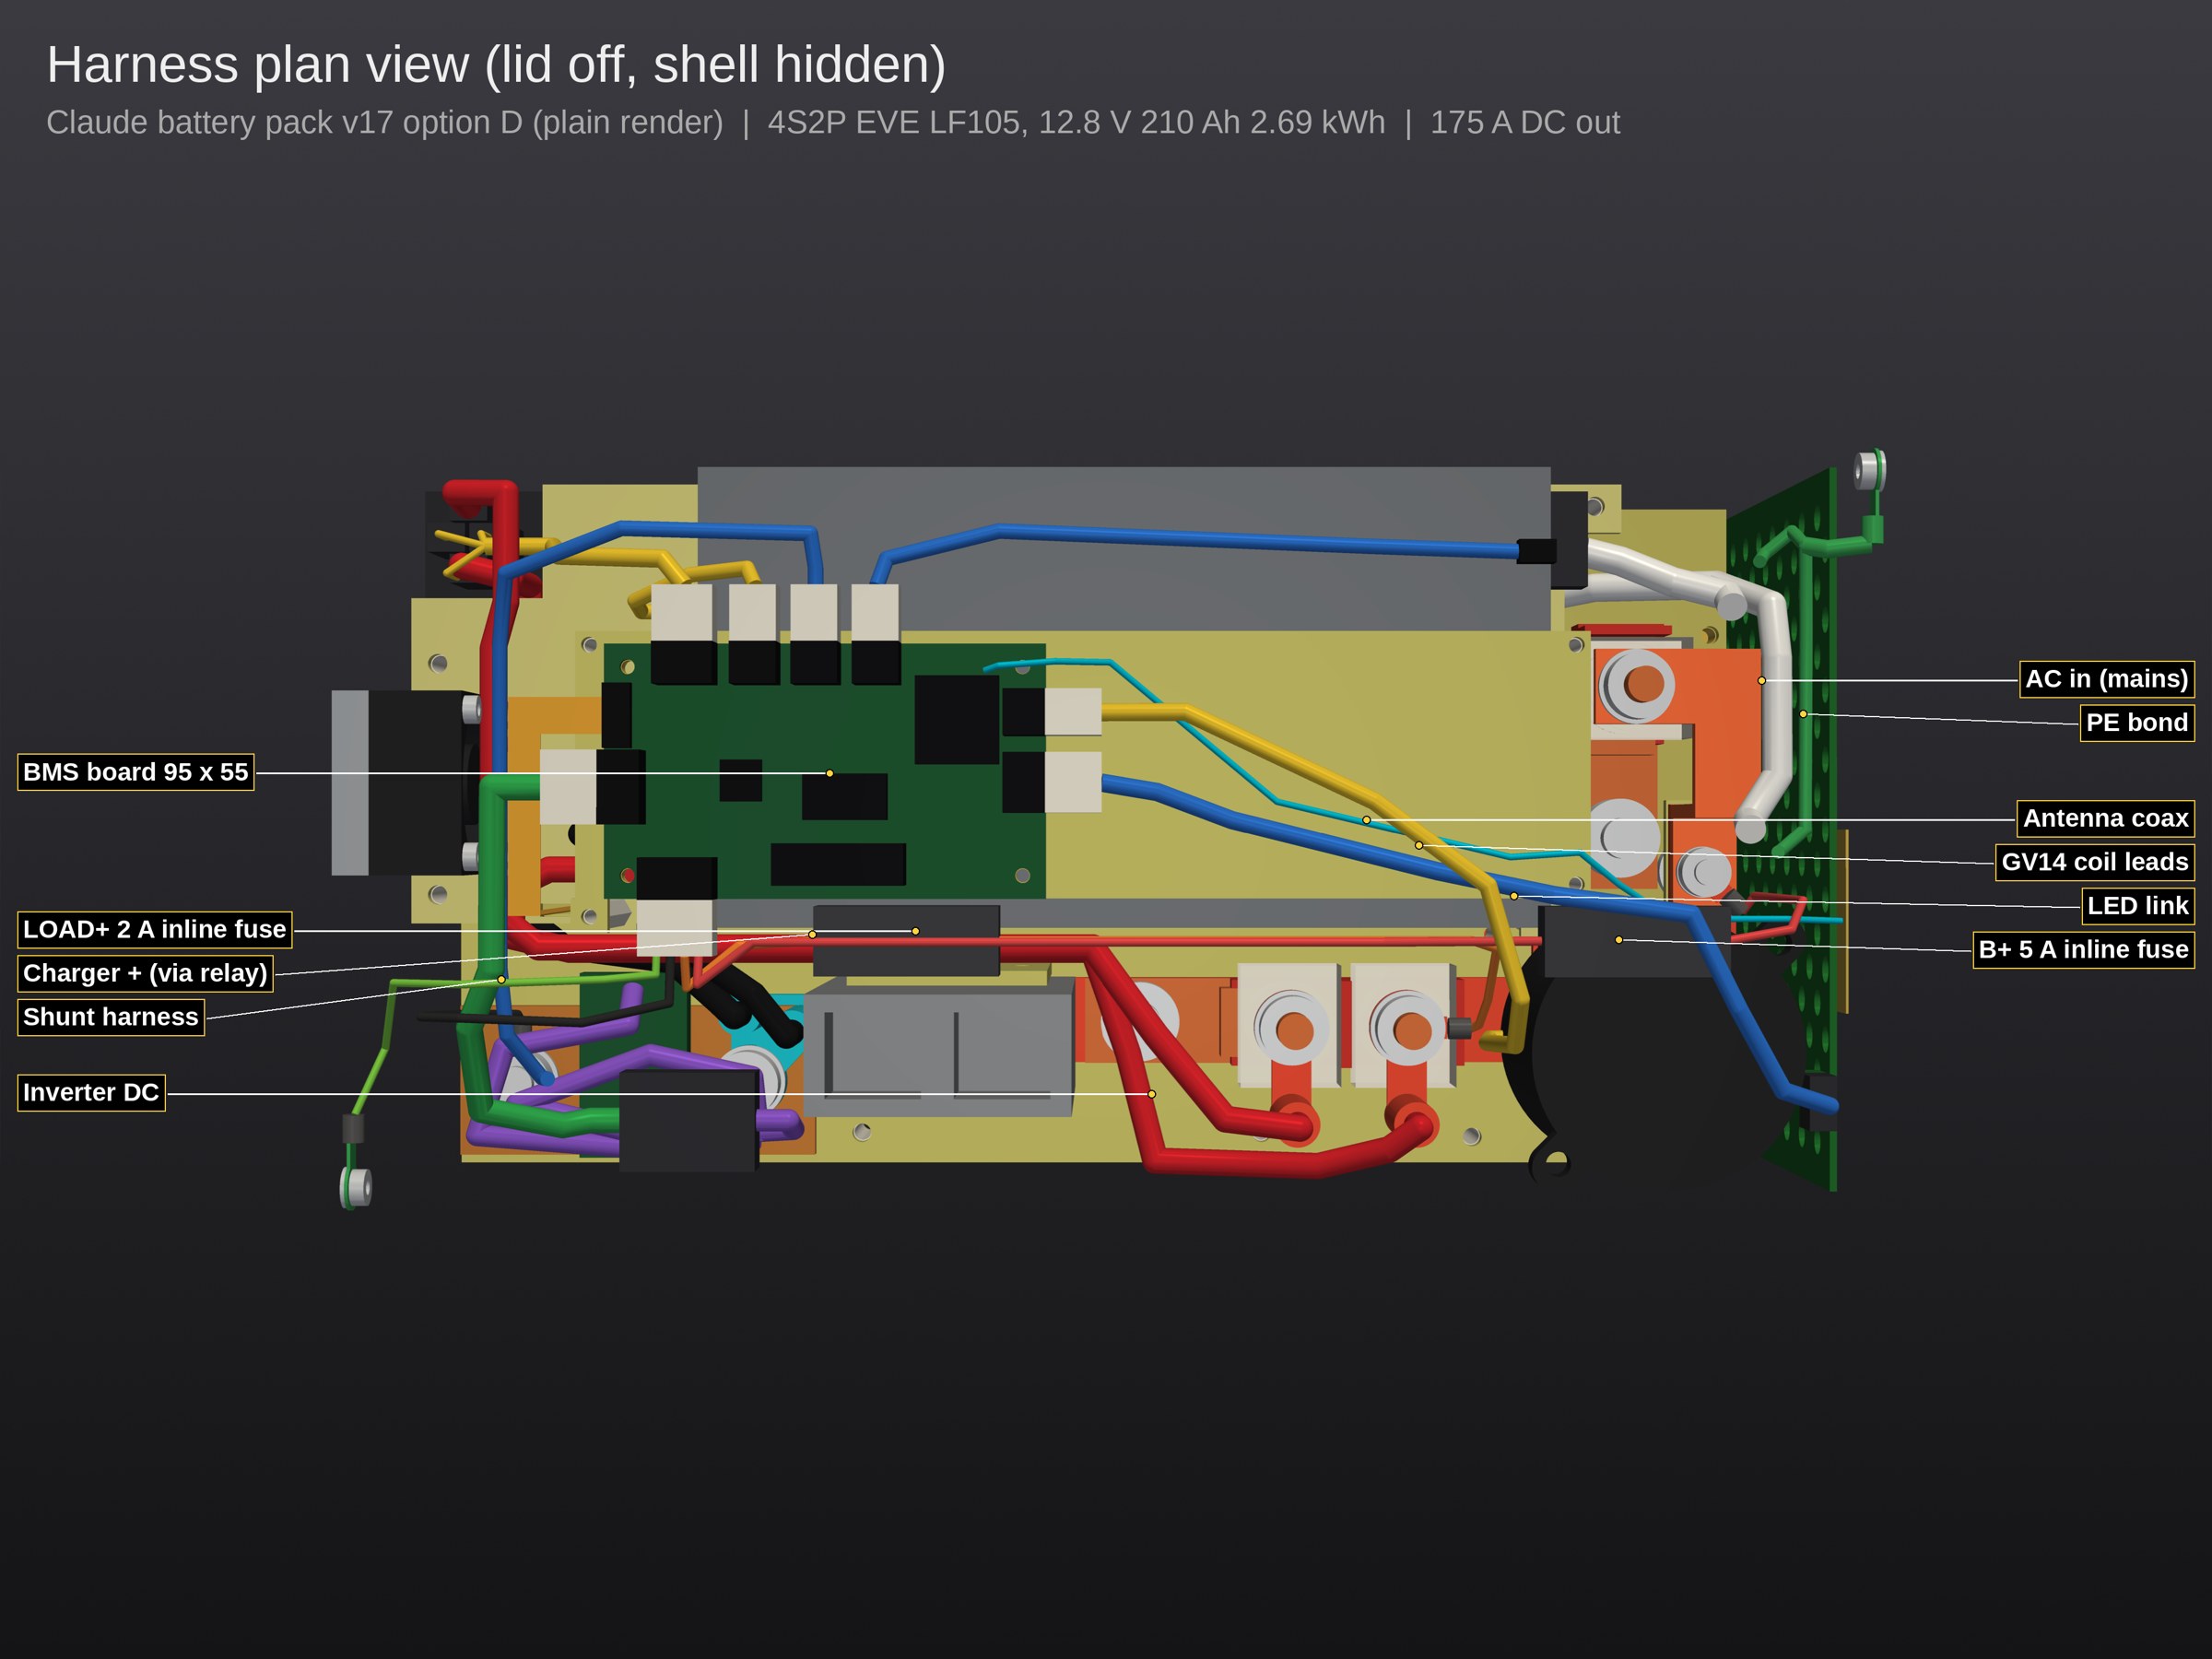 Harness plan view (lid off, shell hidden)
Claude battery pack v17 option D (plain render) | 4S2P EVE LF105, 12.8 V 210 Ah 2.69 kWh | 175 A DC out
AC in (mains)
PE bond
BMS board 95 x 55
Antenna coax
GV14 coil leads
LED link
LOAD+ 2 A inline fuse
B+ 5 A inline fuse
Charger + (via relay)
Shunt harness
Inverter DC